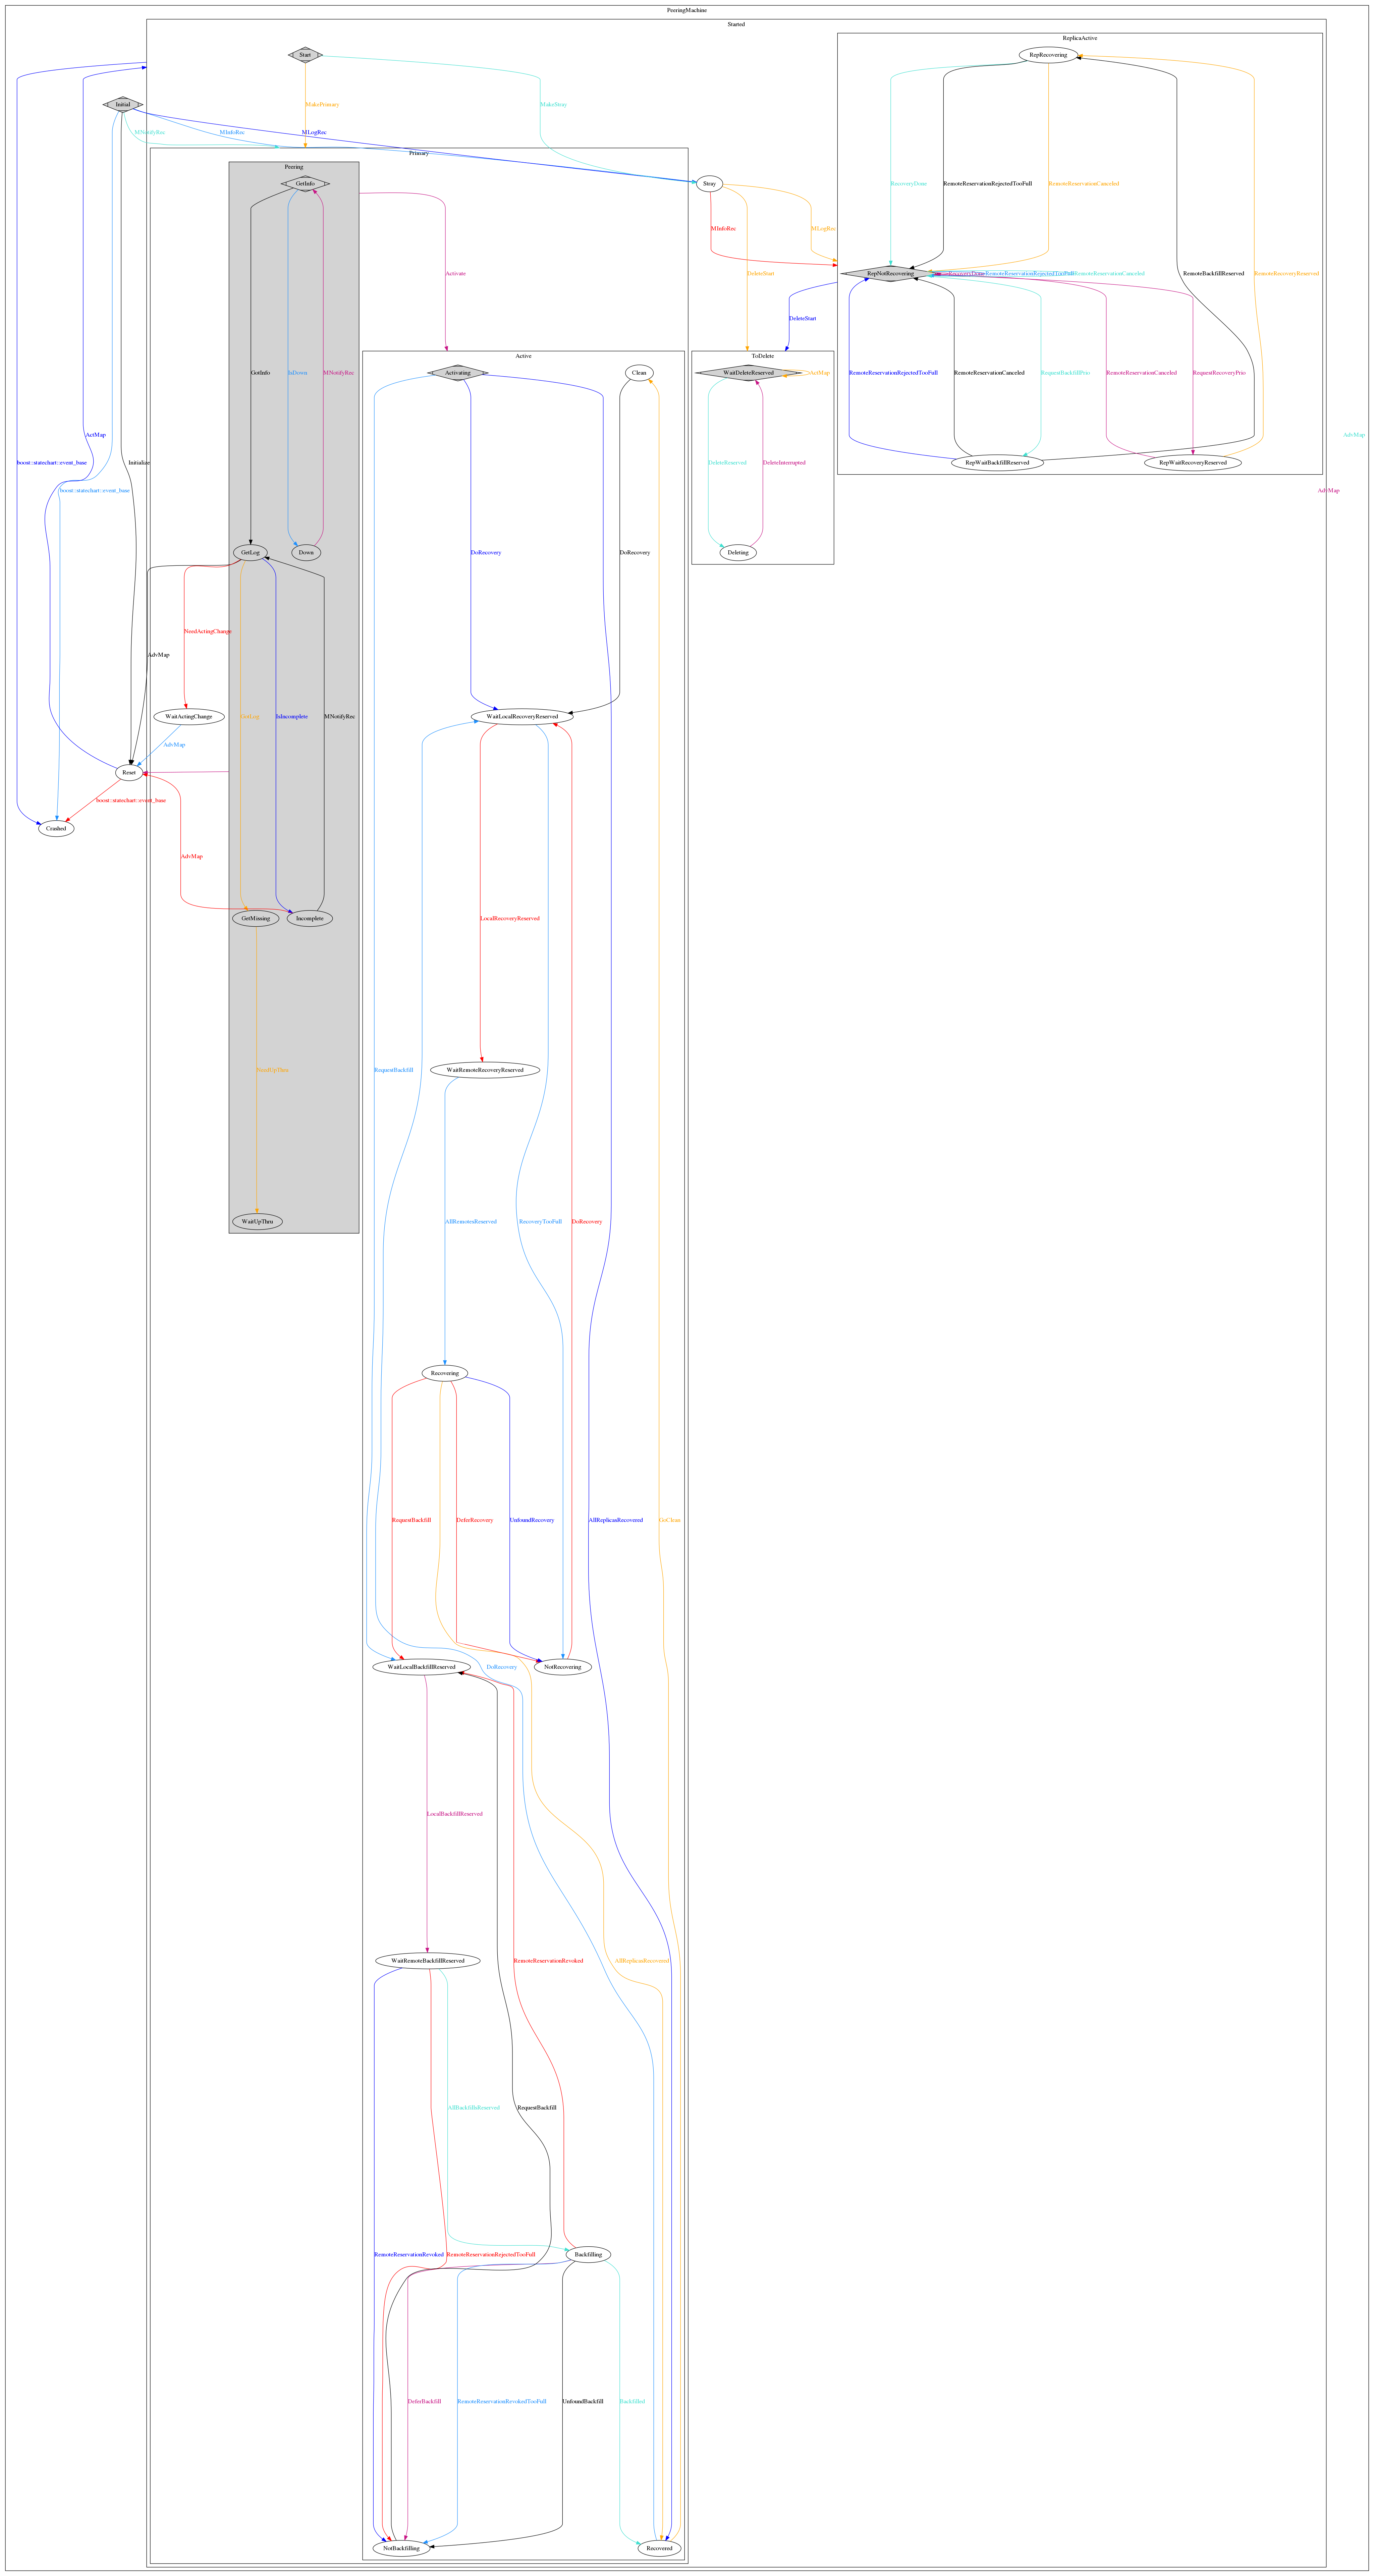 PeeringMachine
Started
ReplicaActive
Start
RepRecovering
Initial
MakePrimary
MakeStray
MNotifyRec
MInfoRec
MLogRec
Primary
Peering
GetInfo
Stray
RecoveryDone
RemoteReservationRejectedTooFull
RemoteReservationCanceled
MInfoRec
MLogRec
Activate
DeleteStart
RepNotRecovering
RecoveryDone
RemoteReservationRejectedTooFull
RemoteReservationCanceled
RemoteBackfillReserved
RemoteRecoveryReserved
DeleteStart
Active
ToDelete
Activating
Clean
WaitDeleteReserved
ActMap
GotInfo
IsDown
MNotifyRec
RemoteReservationRejectedTooFull
RemoteReservationCanceled
RequestBackfillPrio
RemoteReservationCanceled
RequestRecoveryPrio
ActMap
AdvMap
boost::statechart::event_base
Initialize
DeleteReserved
DeleteInterrupted
RepWaitBackfillReserved
RepWaitRecoveryReserved
boost::statechart::event_base
AdvMap
GetLog
Down
DoRecovery
DoRecovery
Deleting
NeedActingChange
AdvMap
WaitActingChange
GotLog
IsIncomplete
MNotifyRec
WaitLocalRecoveryReserved
AdvMap
Reset
boost::statechart::event_base
Crashed
AdvMap
GetMissing
Incomplete
LocalRecoveryReserved
WaitRemoteRecoveryReserved
RequestBackfill
NeedUpThru
WaitUpThru
AllRemotesReserved
RecoveryTooFull
DoRecovery
Recovering
RequestBackfill
DeferRecovery
UnfoundRecovery
AllReplicasRecovered
GoClean
WaitLocalBackfillReserved
DoRecovery
NotRecovering
LocalBackfillReserved
WaitRemoteBackfillReserved
RemoteReservationRevoked
AllReplicasRecovered
AllBackfillsReserved
RequestBackfill
RemoteReservationRevoked
RemoteReservationRejectedTooFull
Backfilling
DeferBackfill
RemoteReservationRevokedTooFull
UnfoundBackfill
Backfilled
NotBackfilling
Recovered